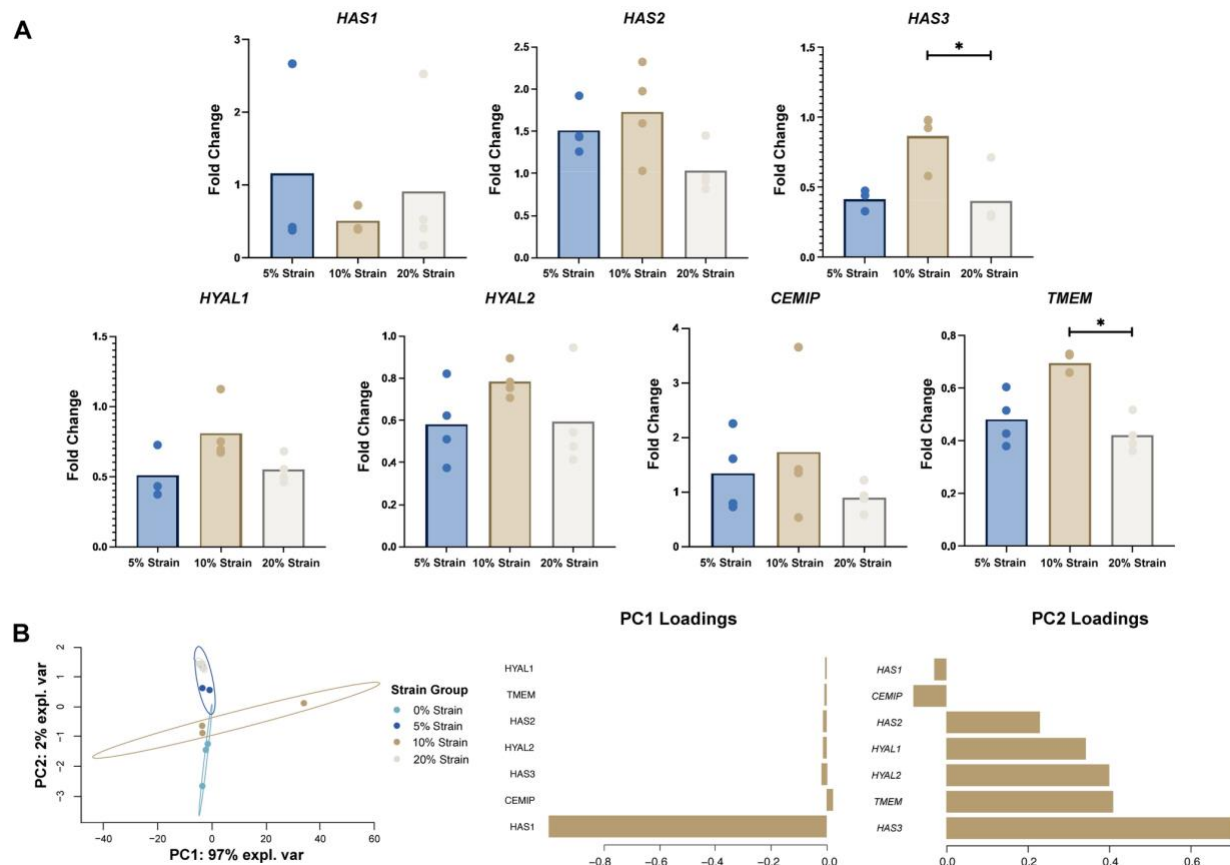 A
HAS1
HAS2
HAS3
Fold Change
3
2
1
0
5% Strain 10% Strain 20% Strain
Fold Change
2.5
2.0
1.5
1.0
0.5
0.0
5% Strain 10% Strain 20% Strain
*
Fold Change
1.5
1.0
0.5
0.0
5% Strain 10% Strain 20% Strain
HYAL1
HYAL2
CEMIP
TMEM
Fold Change
1.5
1.0
0.5
0.0
5% Strain 10% Strain 20% Strain
Fold Change
1.0
0.8
0.6
0.4
0.2
0.0
5% Strain 10% Strain 20% Strain
Fold Change
4
3
2
1
0
5% Strain 10% Strain 20% Strain
*
Fold Change
0.8
0.6
0.4
0.2
0.0
5% Strain 10% Strain 20% Strain
B
PC2: 2% expl. var
2
1
0
−1
−2
−3
−40 −20 0 20 40 60
PC1: 97% expl. var
Strain Group
0% Strain
5% Strain
10% Strain
20% Strain
PC1 Loadings
HYAL1
TMEM
HAS2
HYAL2
HAS3
CEMIP
HAS1
−0.8 −0.6 −0.4 −0.2 0.0
PC2 Loadings
HAS1
CEMIP
HAS2
HYAL1
HYAL2
TMEM
HAS3
0.0 0.2 0.4 0.6